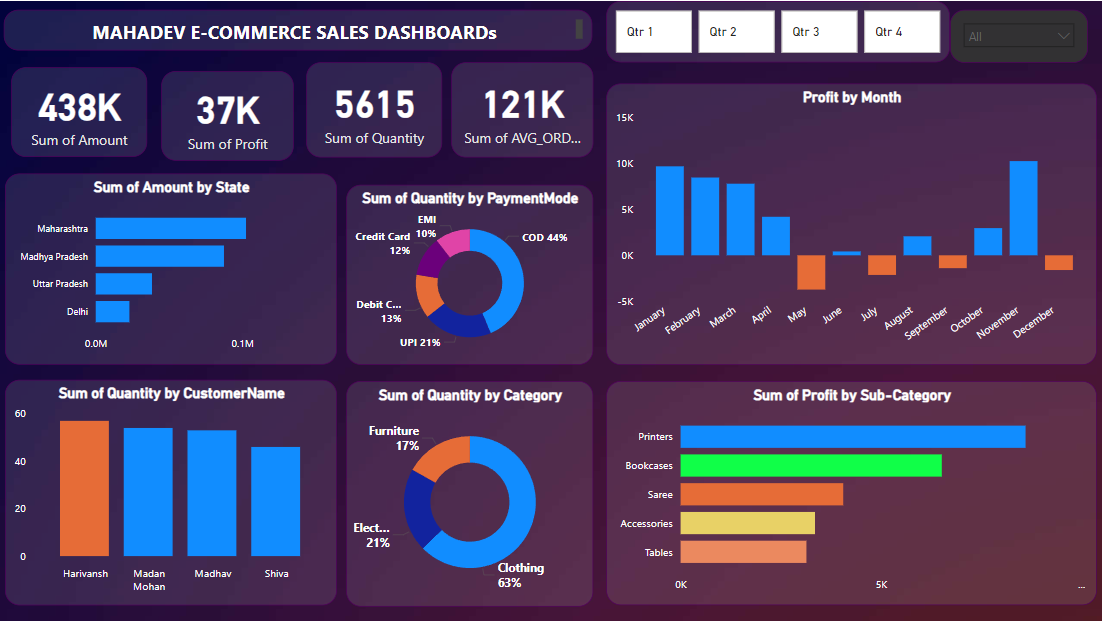 MAHADEV E-COMMERCE SALES DASHBOARDs
Qtr 1
Qtr 2
Qtr 3
Qtr 4
All
438K
Sum of Amount
37K
Sum of Profit
5615
Sum of Quantity
121K
Sum of AVG_ORD...
Profit by Month
15K
10K
5K
0K
-5K
January
February
March
April
May
June
July
August
September
October
November
December
Sum of Amount by State
Maharashtra
Madhya Pradesh
Uttar Pradesh
Delhi
0.0M
0.1M
Sum of Quantity by PaymentMode
EMI
10%
Credit Card
12%
Debit C...
13%
UPI 21%
COD 44%
Sum of Quantity by CustomerName
60
40
20
0
Harivansh
Madan
Mohan
Madhav
Shiva
Sum of Quantity by Category
Furniture
17%
Elect...
21%
Clothing
63%
Sum of Profit by Sub-Category
Printers
Bookcases
Saree
Accessories
Tables
0K
5K
...